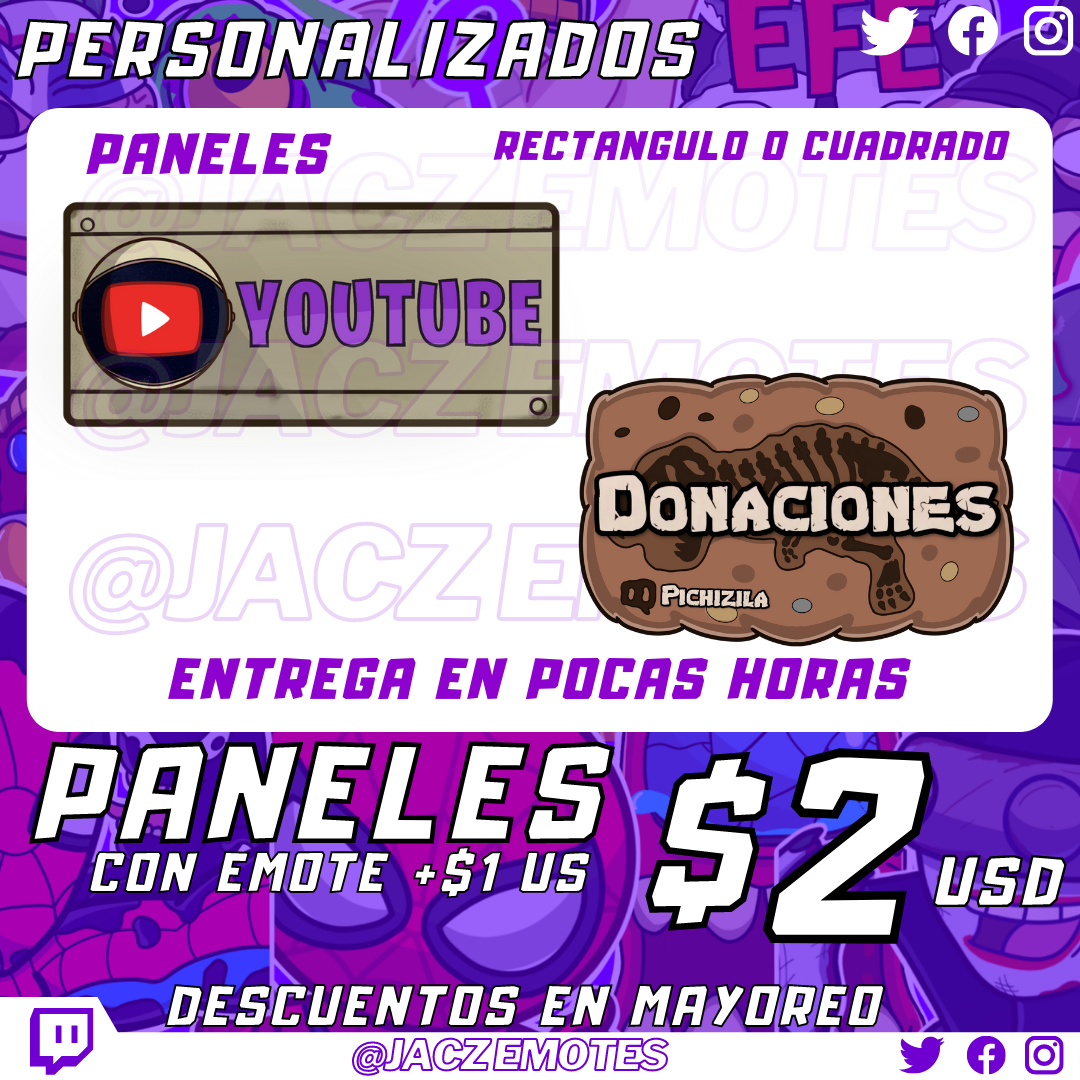 PERSONALIZADOS
EFE
PANELES
RECTANGULO O CUADRADO
@JACZEMOTES
YOUTUBE
@JACZEMOTES
DONACIONES
PICHIZILA
@JACZEMOTES
ENTREGA EN POCAS HORAS
PANELES
$2 USD
CON EMOTE +$1 US
DESCUENTOS EN MAYOREO
@JACZEMOTES